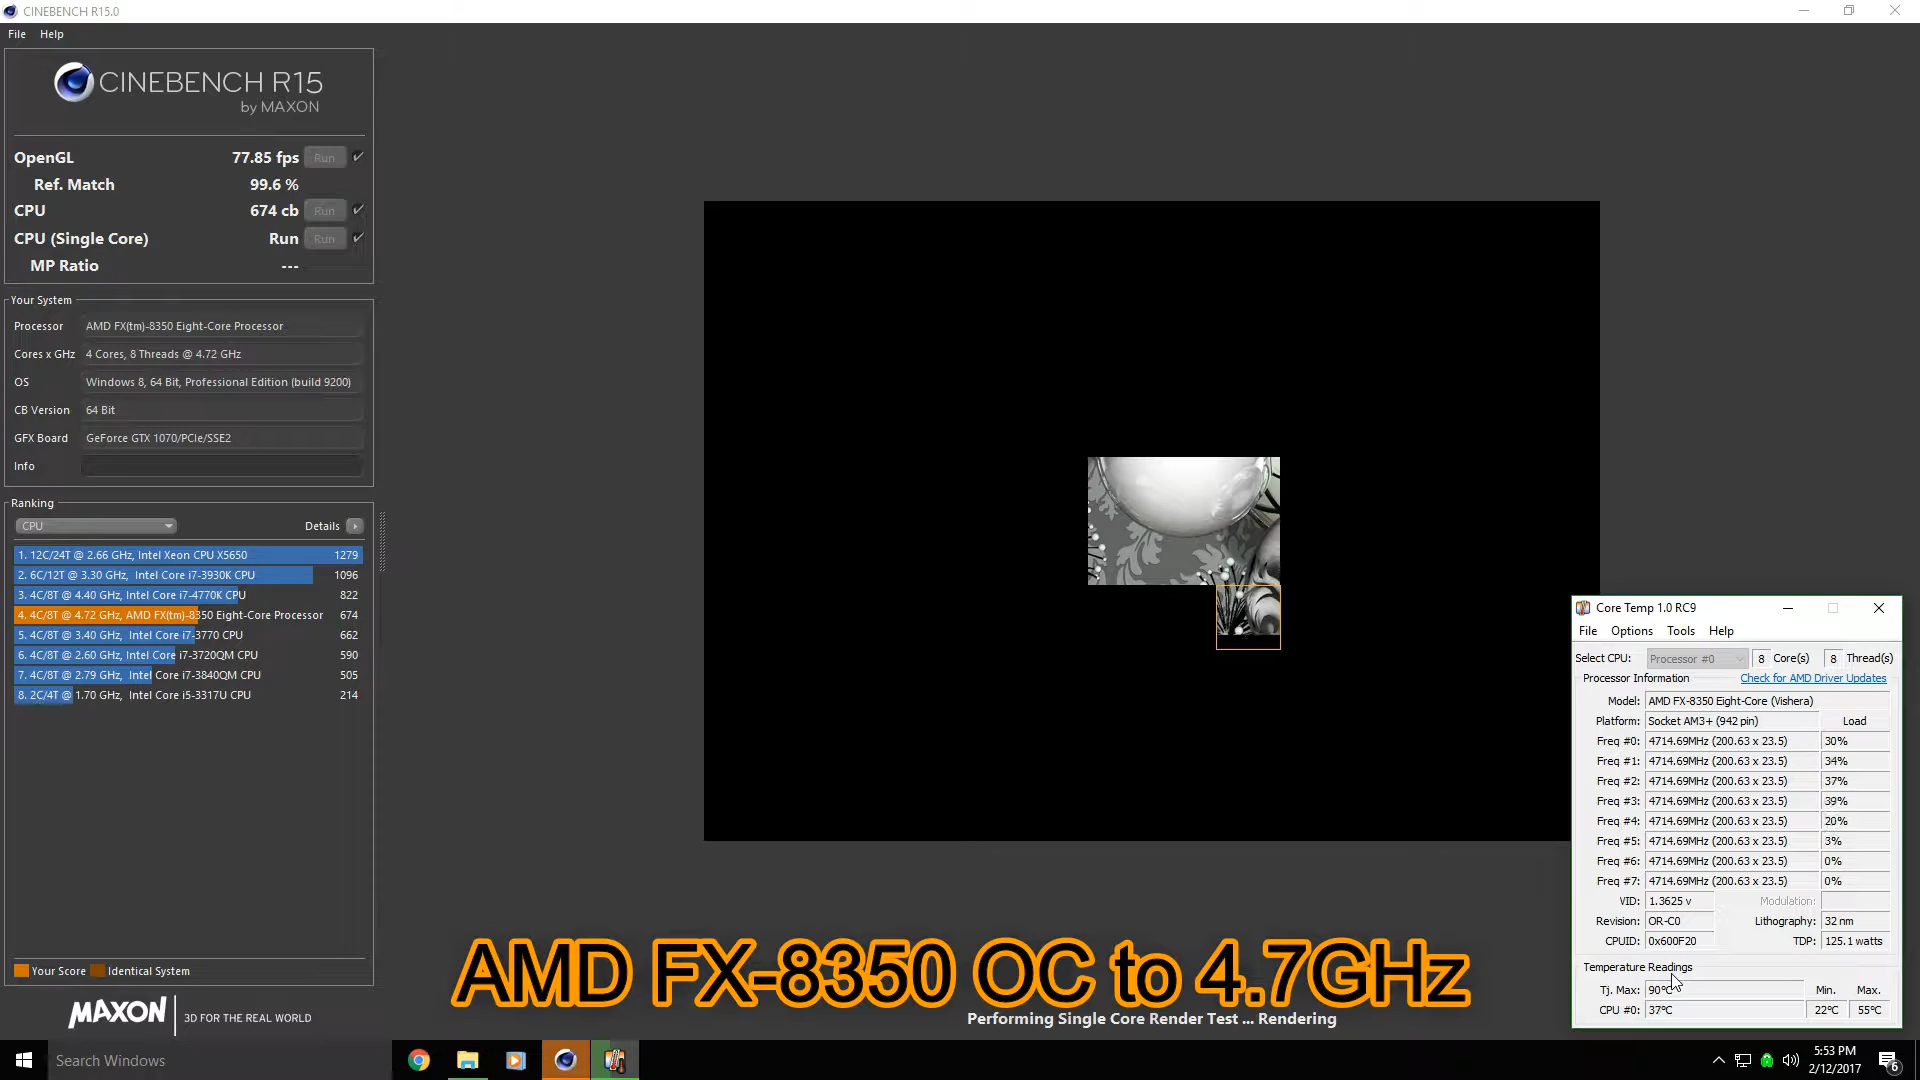 CINEBENCH R15.0
File Help
CINEBENCH R15
by MAXON
OpenGL 77.85 fps Run
Ref. Match 99.6 %
CPU 674 cb Run
CPU (Single Core) Run Run
MP Ratio ---
Your System
Processor AMD FX(tm)-8350 Eight-Core Processor
Cores x GHz 4 Cores, 8 Threads @ 4.72 GHz
OS Windows 8, 64 Bit, Professional Edition (build 9200)
CB Version 64 Bit
GFX Board GeForce GTX 1070/PCIe/SSE2
Info
Ranking
CPU Details
1. 12C/24T @ 2.66 GHz, Intel Xeon CPU X5650 1279
2. 6C/12T @ 3.30 GHz, Intel Core i7-3930K CPU 1096
3. 4C/8T @ 4.40 GHz, Intel Core i7-4770K CPU 822
4. 4C/8T @ 4.72 GHz, AMD FX(tm)-8350 Eight-Core Processor 674
5. 4C/8T @ 3.40 GHz, Intel Core i7-3770 CPU 662
6. 4C/8T @ 2.60 GHz, Intel Core i7-3720QM CPU 590
7. 4C/8T @ 2.79 GHz, Intel Core i7-3840QM CPU 505
8. 2C/4T @ 1.70 GHz, Intel Core i5-3317U CPU 214
Your Score Identical System
MAXON 3D FOR THE REAL WORLD
AMD FX-8350 OC to 4.7GHz
Performing Single Core Render Test ... Rendering
Core Temp 1.0 RC9
File Options Tools Help
Select CPU: Processor #0 8 Core(s) 8 Thread(s)
Processor Information Check for AMD Driver Updates
Model: AMD FX-8350 Eight-Core (Vishera)
Platform: Socket AM3+ (942 pin) Load
Freq #0: 4714.69MHz (200.63 x 23.5) 30%
Freq #1: 4714.69MHz (200.63 x 23.5) 34%
Freq #2: 4714.69MHz (200.63 x 23.5) 37%
Freq #3: 4714.69MHz (200.63 x 23.5) 39%
Freq #4: 4714.69MHz (200.63 x 23.5) 20%
Freq #5: 4714.69MHz (200.63 x 23.5) 3%
Freq #6: 4714.69MHz (200.63 x 23.5) 0%
Freq #7: 4714.69MHz (200.63 x 23.5) 0%
VID: 1.3625 v Modulation:
Revision: OR-C0 Lithography: 32 nm
CPUID: 0x600F20 TDP: 125.1 watts
Temperature Readings
Tj. Max: 90°C Min. Max.
CPU #0: 37°C 22°C 55°C
Search Windows
5:53 PM
2/12/2017
6